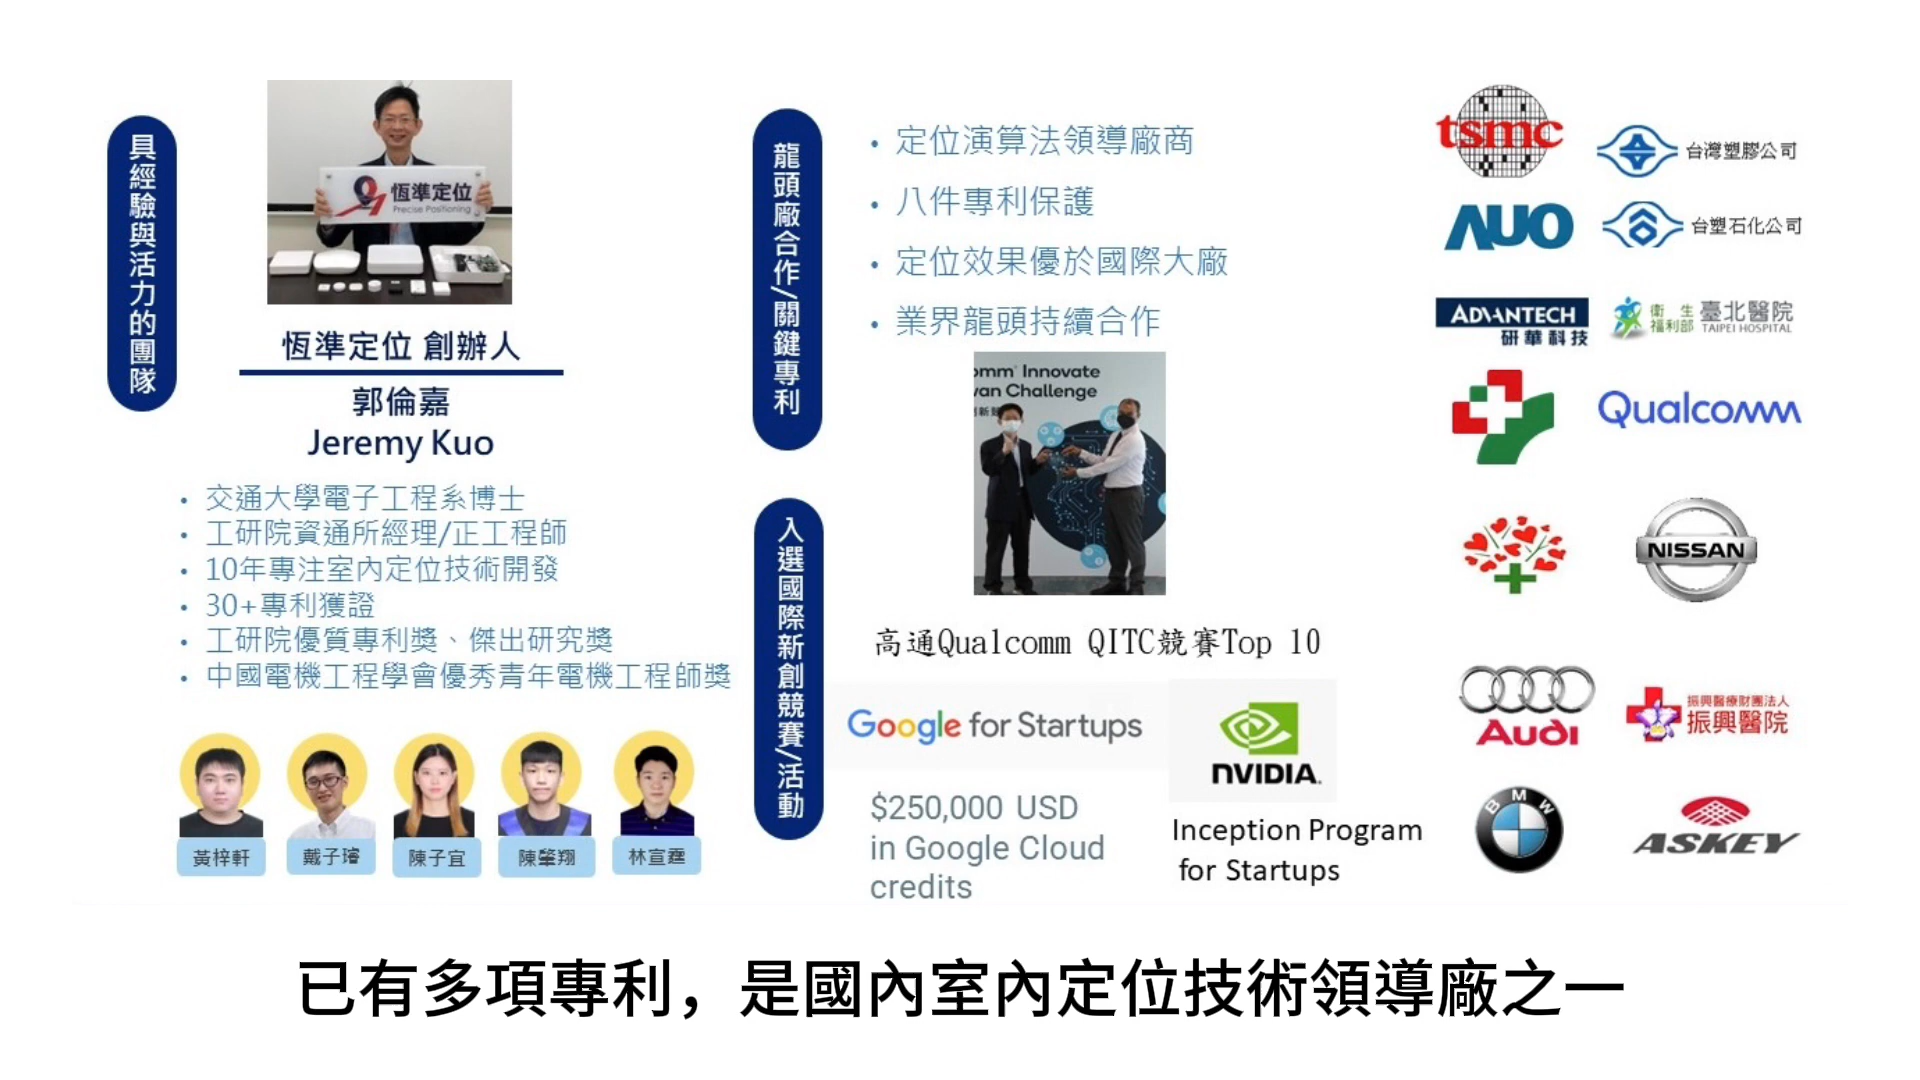 具經驗與活力的團隊
恆準定位
Precise Positioning
恆準定位 創辦人
郭倫嘉
Jeremy Kuo
• 交通大學電子工程系博士
• 工研院資通所經理/正工程師
• 10年專注室內定位技術開發
• 30+專利獲證
• 工研院優質專利獎、傑出研究獎
• 中國電機工程學會優秀青年電機工程師獎
黃梓軒
戴子璿
陳子宜
陳肇翔
林宣霆
龍頭廠合作/關鍵專利
• 定位演算法領導廠商
• 八件專利保護
• 定位效果優於國際大廠
• 業界龍頭持續合作
omm Innovate
van Challenge
入選國際新創競賽/活動
高通Qualcomm QITC競賽Top 10
Google for Startups
$250,000 USD
in Google Cloud
credits
NVIDIA.
Inception Program
for Startups
tsmc
台灣塑膠公司
AUO
台塑石化公司
ADVANTECH
研華科技
衛生
福利部
臺北醫院
TAIPEI HOSPITAL
Qualcomm
NISSAN
Audi
振興醫療財團法人
振興醫院
BMW
ASKEY
已有多項專利，是國內室內定位技術領導廠之一